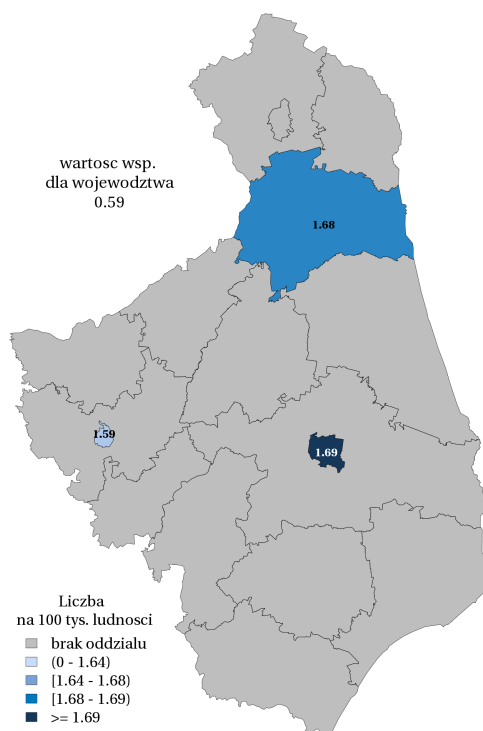 wartosc wsp.
dla wojewodztwa
0.59
1.68
1.59
1.69
Liczba
na 100 tys. ludnosci
brak oddzialu
(0 - 1.64)
[1.64 - 1.68)
[1.68 - 1.69)
>= 1.69